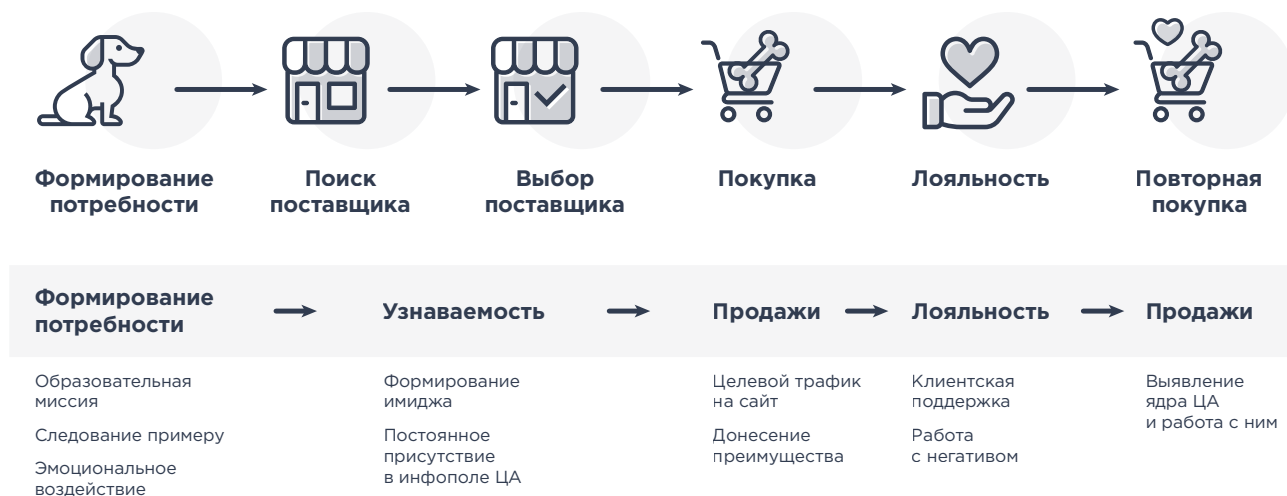 Формирование
потребности
Поиск
поставщика
Выбор
поставщика
Покупка
Лояльность
Повторная
покупка
Формирование
потребности
Узнаваемость
Продажи
Лояльность
Продажи
Образовательная
миссия
Следование примеру
Эмоциональное
воздействие
Формирование
имиджа
Постоянное
присутствие
в инфополе ЦА
Целевой трафик
на сайт
Донесение
преимущества
Клиентская
поддержка
Работа
с негативом
Выявление
ядра ЦА
и работа с ним